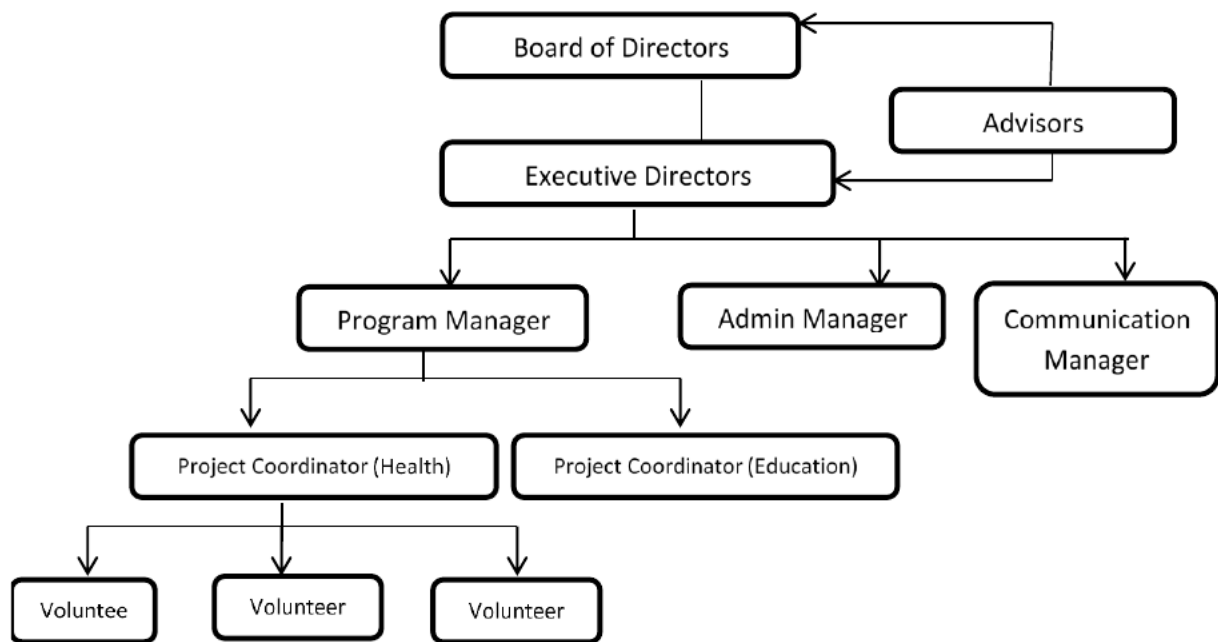 Board of Directors
Advisors
Executive Directors
Program Manager
Admin Manager
Communication
Manager
Project Coordinator (Health)
Project Coordinator (Education)
Voluntee
Volunteer
Volunteer